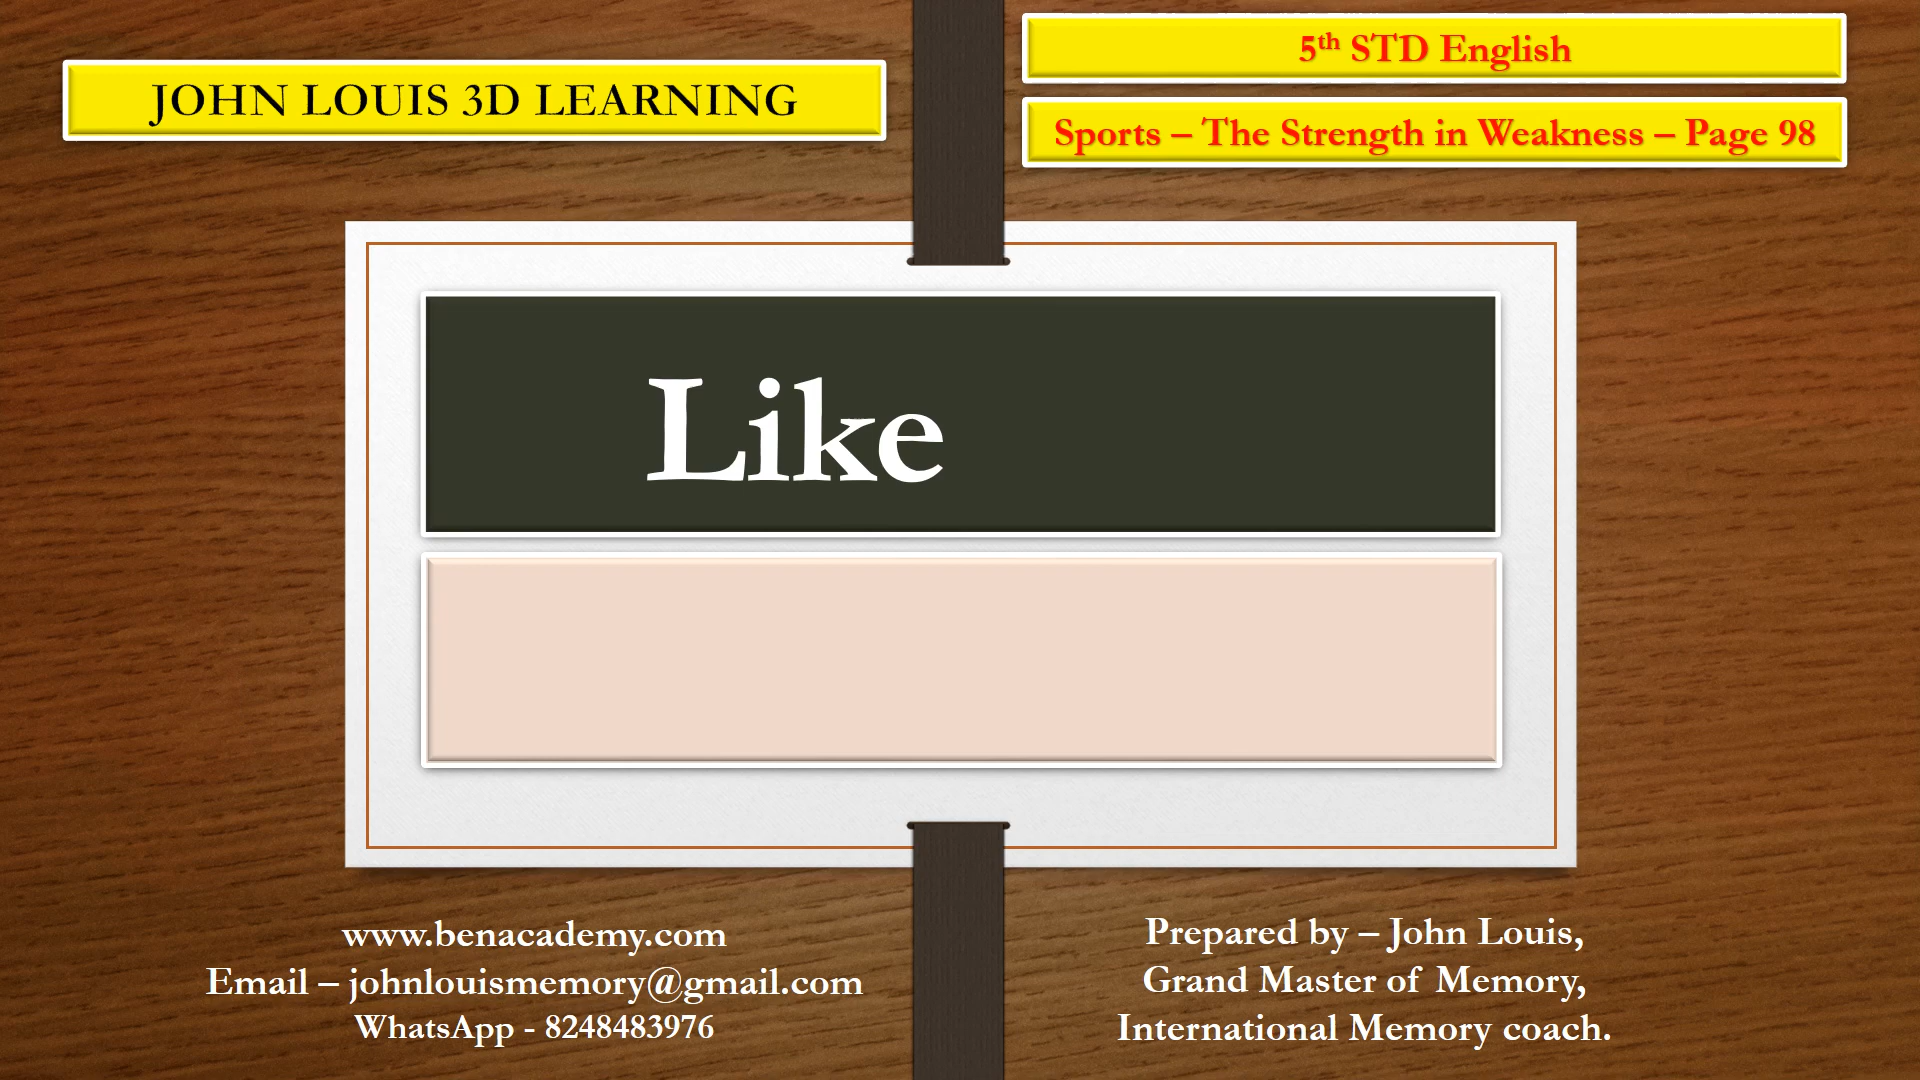 JOHN LOUIS 3D LEARNING
5th STD English
Sports – The Strength in Weakness – Page 98
Like
www.benacademy.com
Email – johnlouismemory@gmail.com
WhatsApp - 8248483976
Prepared by – John Louis,
Grand Master of Memory,
International Memory coach.